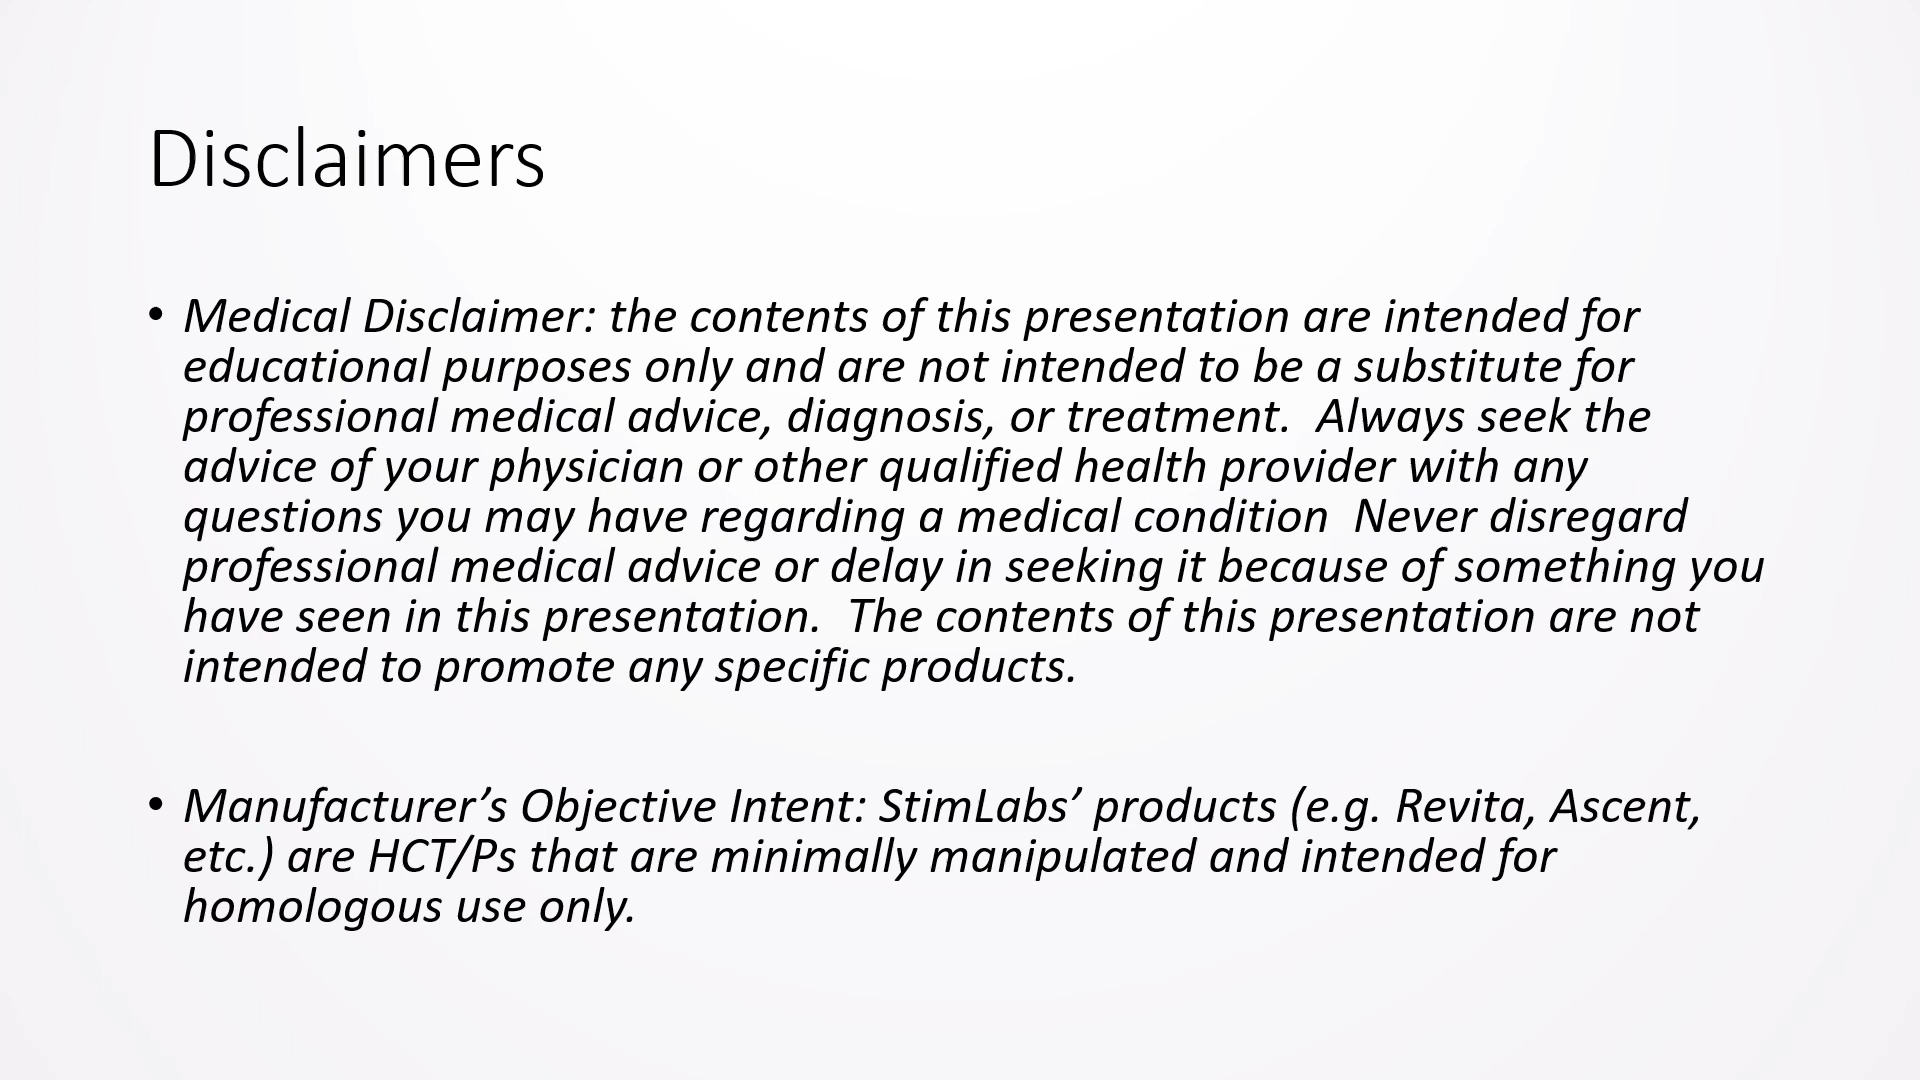 Disclaimers
• Medical Disclaimer: the contents of this presentation are intended for
educational purposes only and are not intended to be a substitute for
professional medical advice, diagnosis, or treatment.  Always seek the
advice of your physician or other qualified health provider with any
questions you may have regarding a medical condition  Never disregard
professional medical advice or delay in seeking it because of something you
have seen in this presentation.  The contents of this presentation are not
intended to promote any specific products.
• Manufacturer’s Objective Intent: StimLabs’ products (e.g. Revita, Ascent,
etc.) are HCT/Ps that are minimally manipulated and intended for
homologous use only.